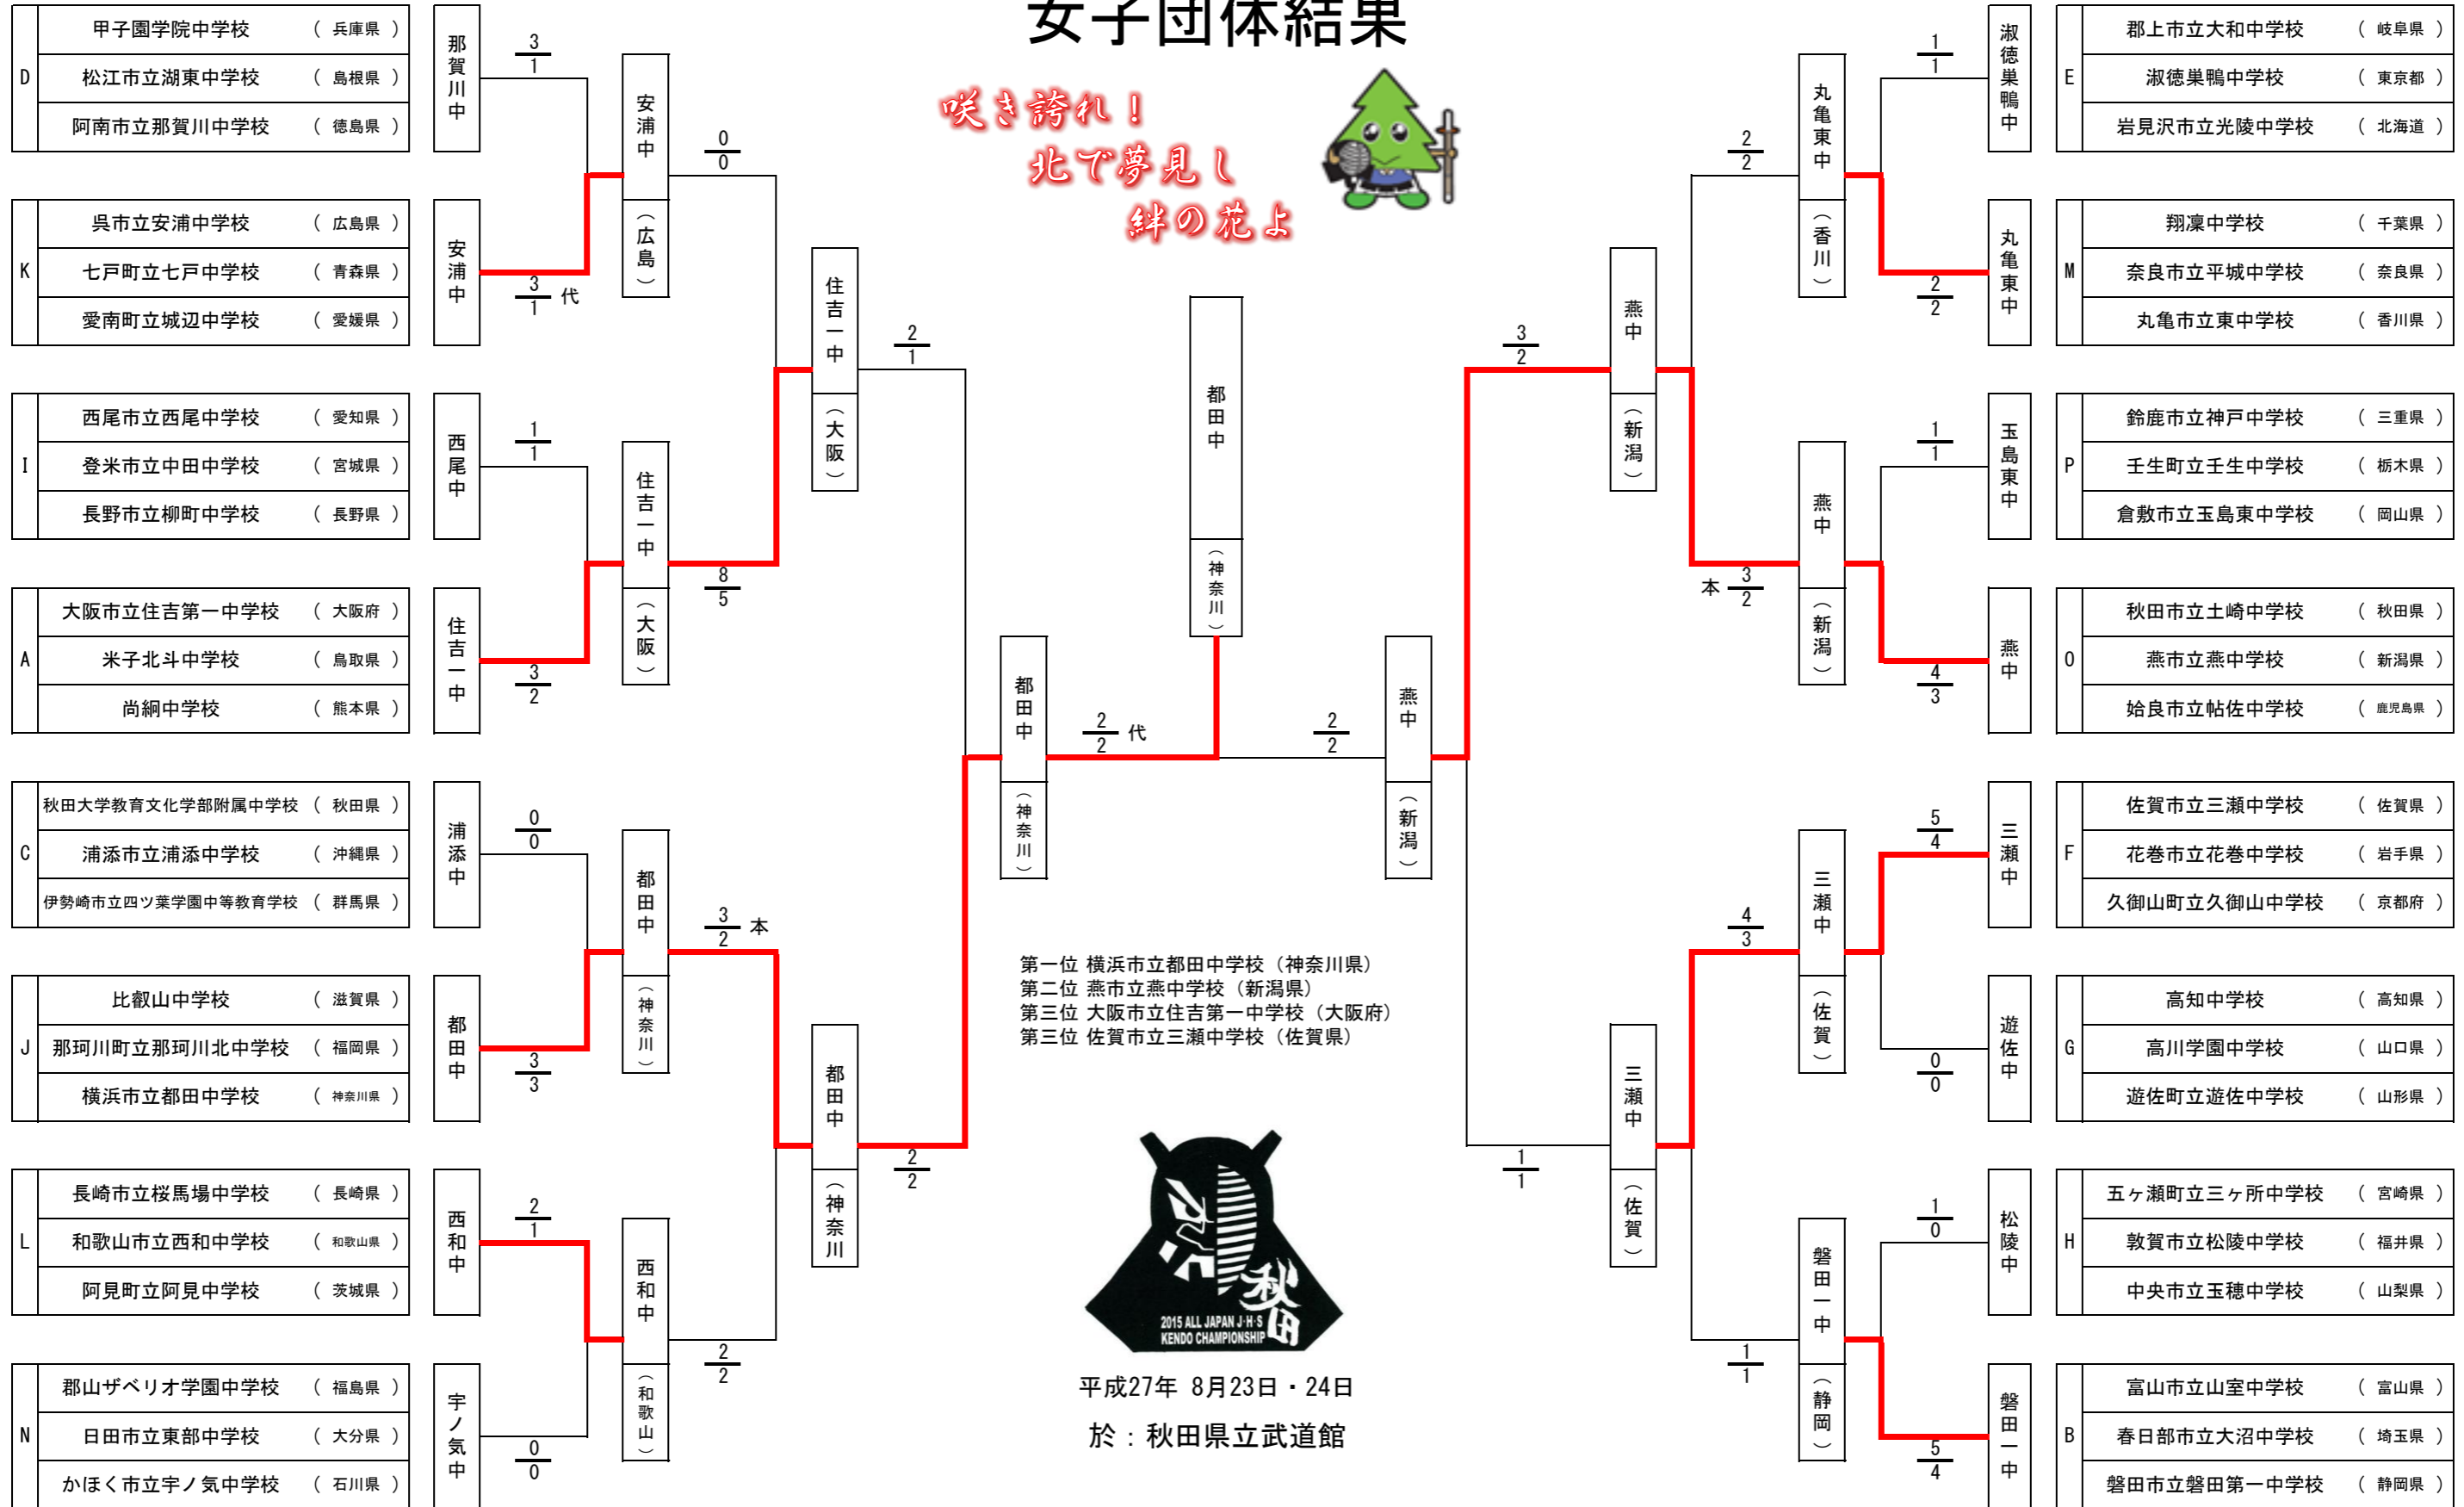 女子団体結果
咲き誇れ！
北で夢見し
絆の花よ
D
甲子園学院中学校 （ 兵庫県 ）
松江市立湖東中学校 （ 島根県 ）
阿南市立那賀川中学校 （ 徳島県 ）
K
呉市立安浦中学校 （ 広島県 ）
七戸町立七戸中学校 （ 青森県 ）
愛南町立城辺中学校 （ 愛媛県 ）
I
西尾市立西尾中学校 （ 愛知県 ）
登米市立中田中学校 （ 宮城県 ）
長野市立柳町中学校 （ 長野県 ）
A
大阪市立住吉第一中学校 （ 大阪府 ）
米子北斗中学校 （ 鳥取県 ）
尚絅中学校 （ 熊本県 ）
C
秋田大学教育文化学部附属中学校 （ 秋田県 ）
浦添市立浦添中学校 （ 沖縄県 ）
伊勢崎市立四ツ葉学園中等教育学校 （ 群馬県 ）
J
比叡山中学校 （ 滋賀県 ）
那珂川町立那珂川北中学校 （ 福岡県 ）
横浜市立都田中学校 （ 神奈川県 ）
L
長崎市立桜馬場中学校 （ 長崎県 ）
和歌山市立西和中学校 （ 和歌山県 ）
阿見町立阿見中学校 （ 茨城県 ）
N
郡山ザベリオ学園中学校 （ 福島県 ）
日田市立東部中学校 （ 大分県 ）
かほく市立宇ノ気中学校 （ 石川県 ）
那賀川中
3
1
安浦中
3
1 代
西尾中
1
1
住吉一中
3
2
浦添中
0
0
都田中
3
3
西和中
2
1
宇ノ気中
0
0
安浦中
（広島）
0
0
住吉一中
（大阪）
8
5
都田中
（神奈川）
3
2 本
西和中
（和歌山）
2
2
住吉一中
（大阪）
2
1
都田中
（神奈川
2
2
都田中
（神奈川）
2
2 代
都田中
（神奈川）
2
2
燕中
（新潟）
3
2
燕中
（新潟）
1
1
三瀬中
（佐賀）
2
2
丸亀東中
（香川）
本 3
2
燕中
（新潟）
4
3
三瀬中
（佐賀）
1
1
磐田一中
（静岡）
1
1
淑徳巣鴨中
2
2
丸亀東中
1
1
玉島東中
4
3
燕中
5
4
三瀬中
0
0
遊佐中
1
0
松陵中
5
4
磐田一中
E
郡上市立大和中学校 （ 岐阜県 ）
淑徳巣鴨中学校 （ 東京都 ）
岩見沢市立光陵中学校 （ 北海道 ）
M
翔凜中学校 （ 千葉県 ）
奈良市立平城中学校 （ 奈良県 ）
丸亀市立東中学校 （ 香川県 ）
P
鈴鹿市立神戸中学校 （ 三重県 ）
壬生町立壬生中学校 （ 栃木県 ）
倉敷市立玉島東中学校 （ 岡山県 ）
O
秋田市立土崎中学校 （ 秋田県 ）
燕市立燕中学校 （ 新潟県 ）
姶良市立帖佐中学校 （ 鹿児島県 ）
F
佐賀市立三瀬中学校 （ 佐賀県 ）
花巻市立花巻中学校 （ 岩手県 ）
久御山町立久御山中学校 （ 京都府 ）
G
高知中学校 （ 高知県 ）
高川学園中学校 （ 山口県 ）
遊佐町立遊佐中学校 （ 山形県 ）
H
五ヶ瀬町立三ヶ所中学校 （ 宮崎県 ）
敦賀市立松陵中学校 （ 福井県 ）
中央市立玉穂中学校 （ 山梨県 ）
B
富山市立山室中学校 （ 富山県 ）
春日部市立大沼中学校 （ 埼玉県 ）
磐田市立磐田第一中学校 （ 静岡県 ）
第一位 横浜市立都田中学校（神奈川県）
第二位 燕市立燕中学校（新潟県）
第三位 大阪市立住吉第一中学校（大阪府）
第三位 佐賀市立三瀬中学校（佐賀県）
秋田
2015 ALL JAPAN J·H·S
KENDO CHAMPIONSHIP
平成27年 8月23日・24日
於：秋田県立武道館